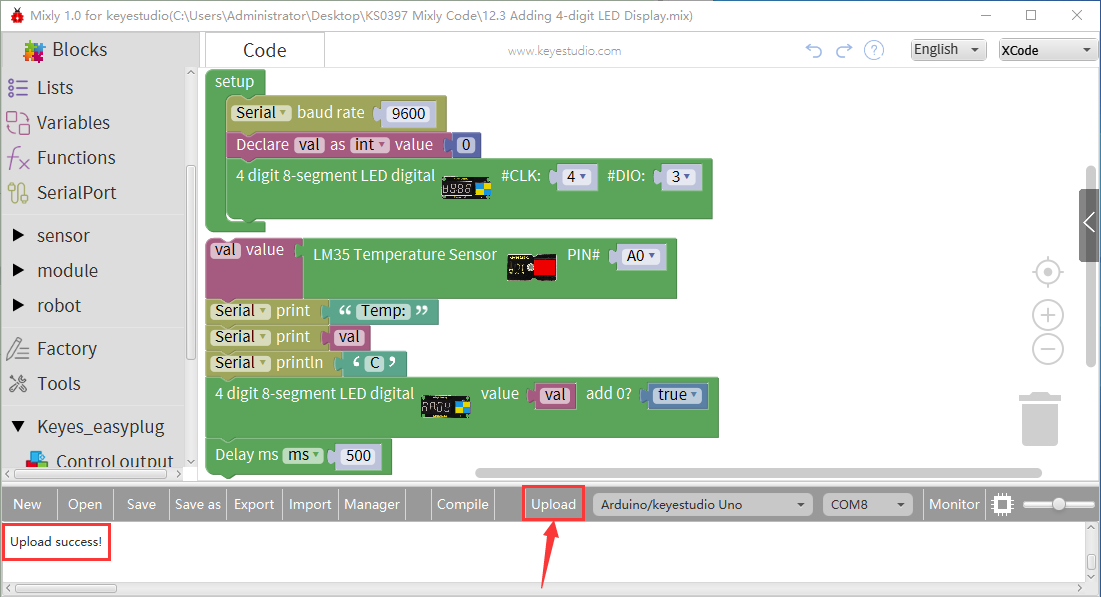 Mixly 1.0 for keyestudio(C:\Users\Administrator\Desktop\KS0397 Mixly Code\12.3 Adding 4-digit LED Display.mix)
Blocks
Code
www.keyestudio.com
?
English
XCode
Lists
Variables
Functions
SerialPort
sensor
module
robot
Factory
Tools
Keyes_easyplug
Control output
setup
Serial baud rate 9600
Declare val as int value 0
4 digit 8-segment LED digital #CLK: 4 #DIO: 3
val value LM35 Temperature Sensor PIN# A0
Serial print “ Temp: ”
Serial print val
Serial println ‘ C ’
4 digit 8-segment LED digital value val add 0? true
Delay ms ms 500
New Open Save Save as Export Import Manager Compile Upload Arduino/keyestudio Uno COM8 Monitor
Upload success!